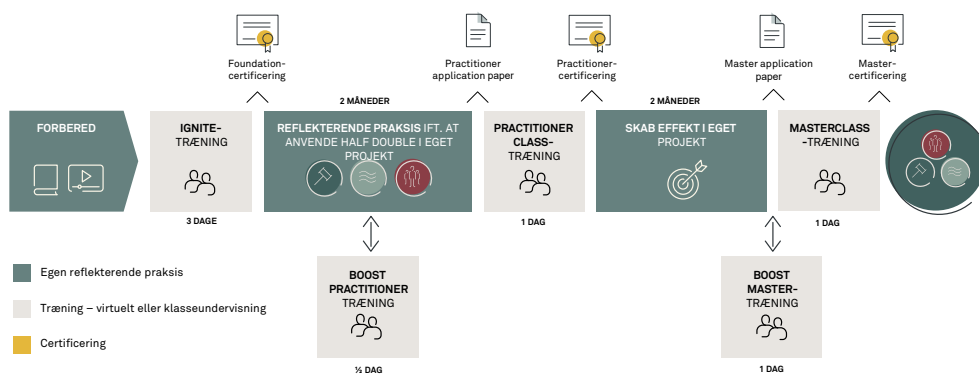 Foundation-
certificering
Practitioner
application paper
Practitioner-
certificering
Master application
paper
Master-
certificering
2 MÅNEDER
2 MÅNEDER
FORBERED
IGNITE-
TRÆNING
REFLEKTERENDE PRAKSIS IFT. AT
ANVENDE HALF DOUBLE I EGET
PROJEKT
PRACTITIONER
CLASS-
TRÆNING
SKAB EFFEKT I EGET
PROJEKT
MASTERCLASS
-TRÆNING
3 DAGE
1 DAG
1 DAG
BOOST
PRACTITIONER
TRÆNING
½ DAG
BOOST
MASTER-
TRÆNING
1 DAG
Egen reflekterende praksis
Træning – virtuelt eller klasseundervisning
Certificering